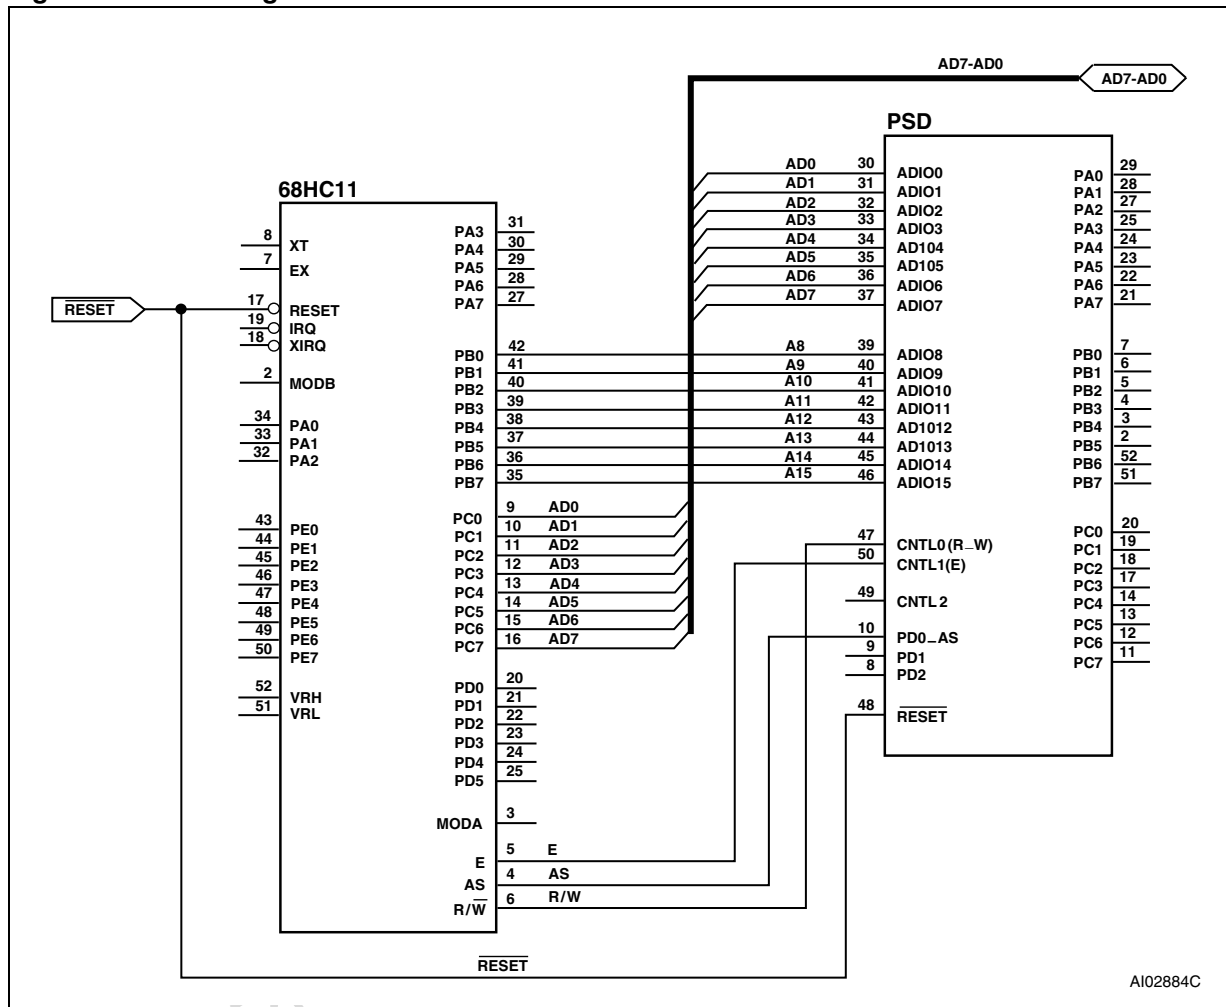 AD7-AD0
AD7-AD0
PSD
68HC11
AD0 30 ADIO0 PA0 29
AD1 31 ADIO1 PA1 28
AD2 32 ADIO2 PA2 27
AD3 33 ADIO3 PA3 25
AD4 34 AD104 PA4 24
AD5 35 AD105 PA5 23
AD6 36 ADIO6 PA6 22
AD7 37 ADIO7 PA7 21
8 XT
7 EX
RESET
17 RESET
19 IRQ
18 XIRQ
2 MODB
34 PA0
33 PA1
32 PA2
43 PE0
44 PE1
45 PE2
46 PE3
47 PE4
48 PE5
49 PE6
50 PE7
52 VRH
51 VRL
PA3 31
PA4 30
PA5 29
PA6 28
PA7 27
PB0 42 A8 39 ADIO8 PB0 7
PB1 41 A9 40 ADIO9 PB1 6
PB2 40 A10 41 ADIO10 PB2 5
PB3 39 A11 42 ADIO11 PB3 4
PB4 38 A12 43 AD1012 PB4 3
PB5 37 A13 44 AD1013 PB5 2
PB6 36 A14 45 ADIO14 PB6 52
PB7 35 A15 46 ADIO15 PB7 51
PC0 9 AD0
PC1 10 AD1
PC2 11 AD2
PC3 12 AD3
PC4 13 AD4
PC5 14 AD5
PC6 15 AD6
PC7 16 AD7
47 CNTL0(R_W)
50 CNTL1(E)
49 CNTL2
10 PD0_AS
9 PD1
8 PD2
48 RESET
PC0 20
PC1 19
PC2 18
PC3 17
PC4 14
PC5 13
PC6 12
PC7 11
PD0 20
PD1 21
PD2 22
PD3 23
PD4 24
PD5 25
MODA 3
E 5 E
AS 4 AS
R/W 6 R/W
RESET
AI02884C